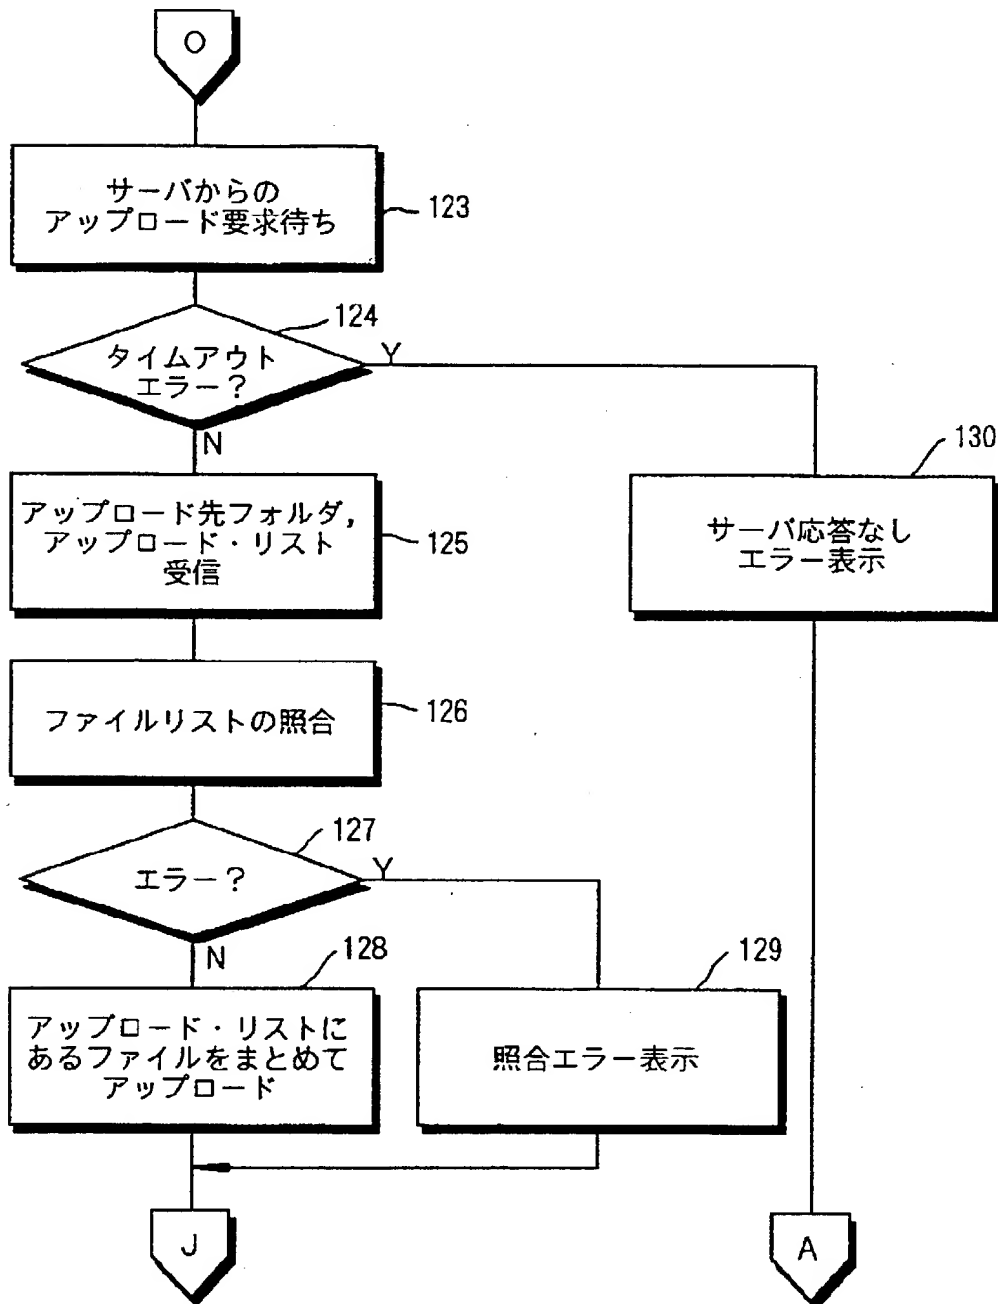 O
サーバからの
アップロード要求待ち
123
124
タイムアウト
エラー？
Y
N
130
アップロード先フォルダ,
アップロード・リスト
受信
125
サーバ応答なし
エラー表示
ファイルリストの照合
126
127
エラー？
Y
N
128
129
アップロード・リストに
あるファイルをまとめて
アップロード
照合エラー表示
J
A